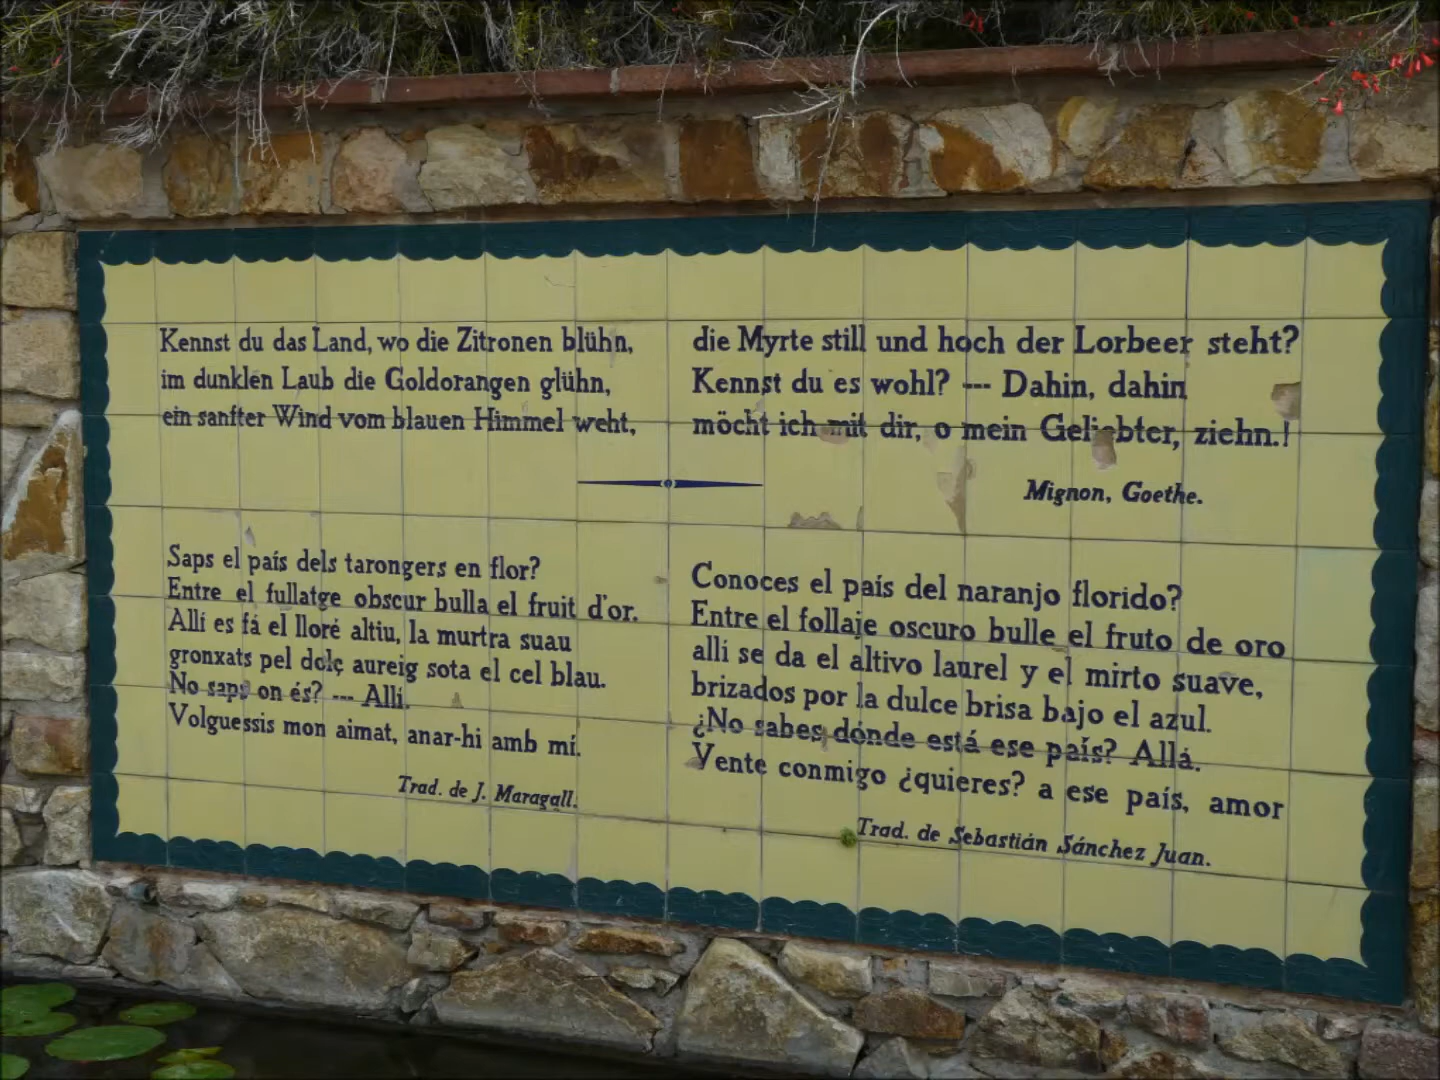 Kennst du das Land, wo die Zitronen blühn,
im dunklen Laub die Goldorangen glühn,
ein sanfter Wind vom blauen Himmel weht,
die Myrte still und hoch der Lorbeer steht?
Kennst du es wohl? --- Dahin, dahin
möcht ich mit dir, o mein Geliebter, ziehn.!
Mignon, Goethe.
Saps el país dels tarongers en flor?
Entre el fullatge obscur bulla el fruit d'or.
Allí es fá el lloré altiu, la murtra suau
gronxats pel dolç aureig sota el cel blau.
No saps on és? --- Allí.
Volguessis mon aimat, anar-hi amb mí.
Trad. de J. Maragall.
Conoces el país del naranjo florido?
Entre el follaje oscuro bulle el fruto de oro
allí se da el altivo laurel y el mirto suave,
brizados por la dulce brisa bajo el azul.
¿No sabes dónde está ese país? Allá.
Vente conmigo ¿quieres? a ese país, amor
Trad. de Sebastián Sánchez Juan.